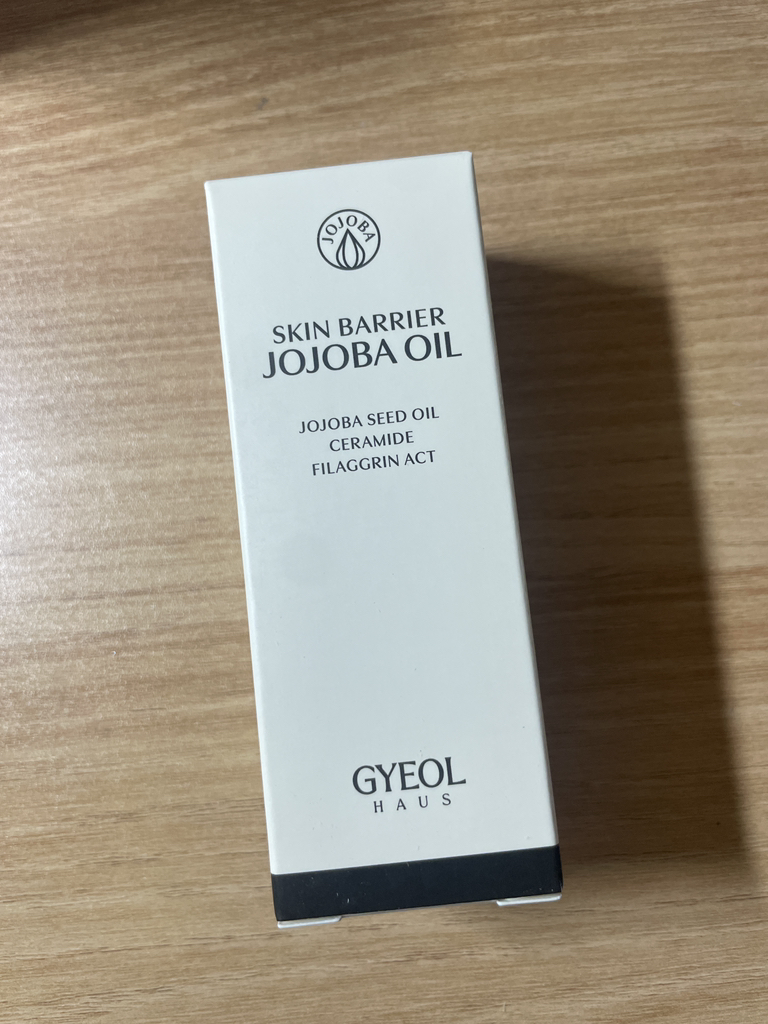 JOJOBA
SKIN BARRIER
JOJOBA OIL
JOJOBA SEED OIL
CERAMIDE
FILAGGRIN ACT
GYEOL
HAUS